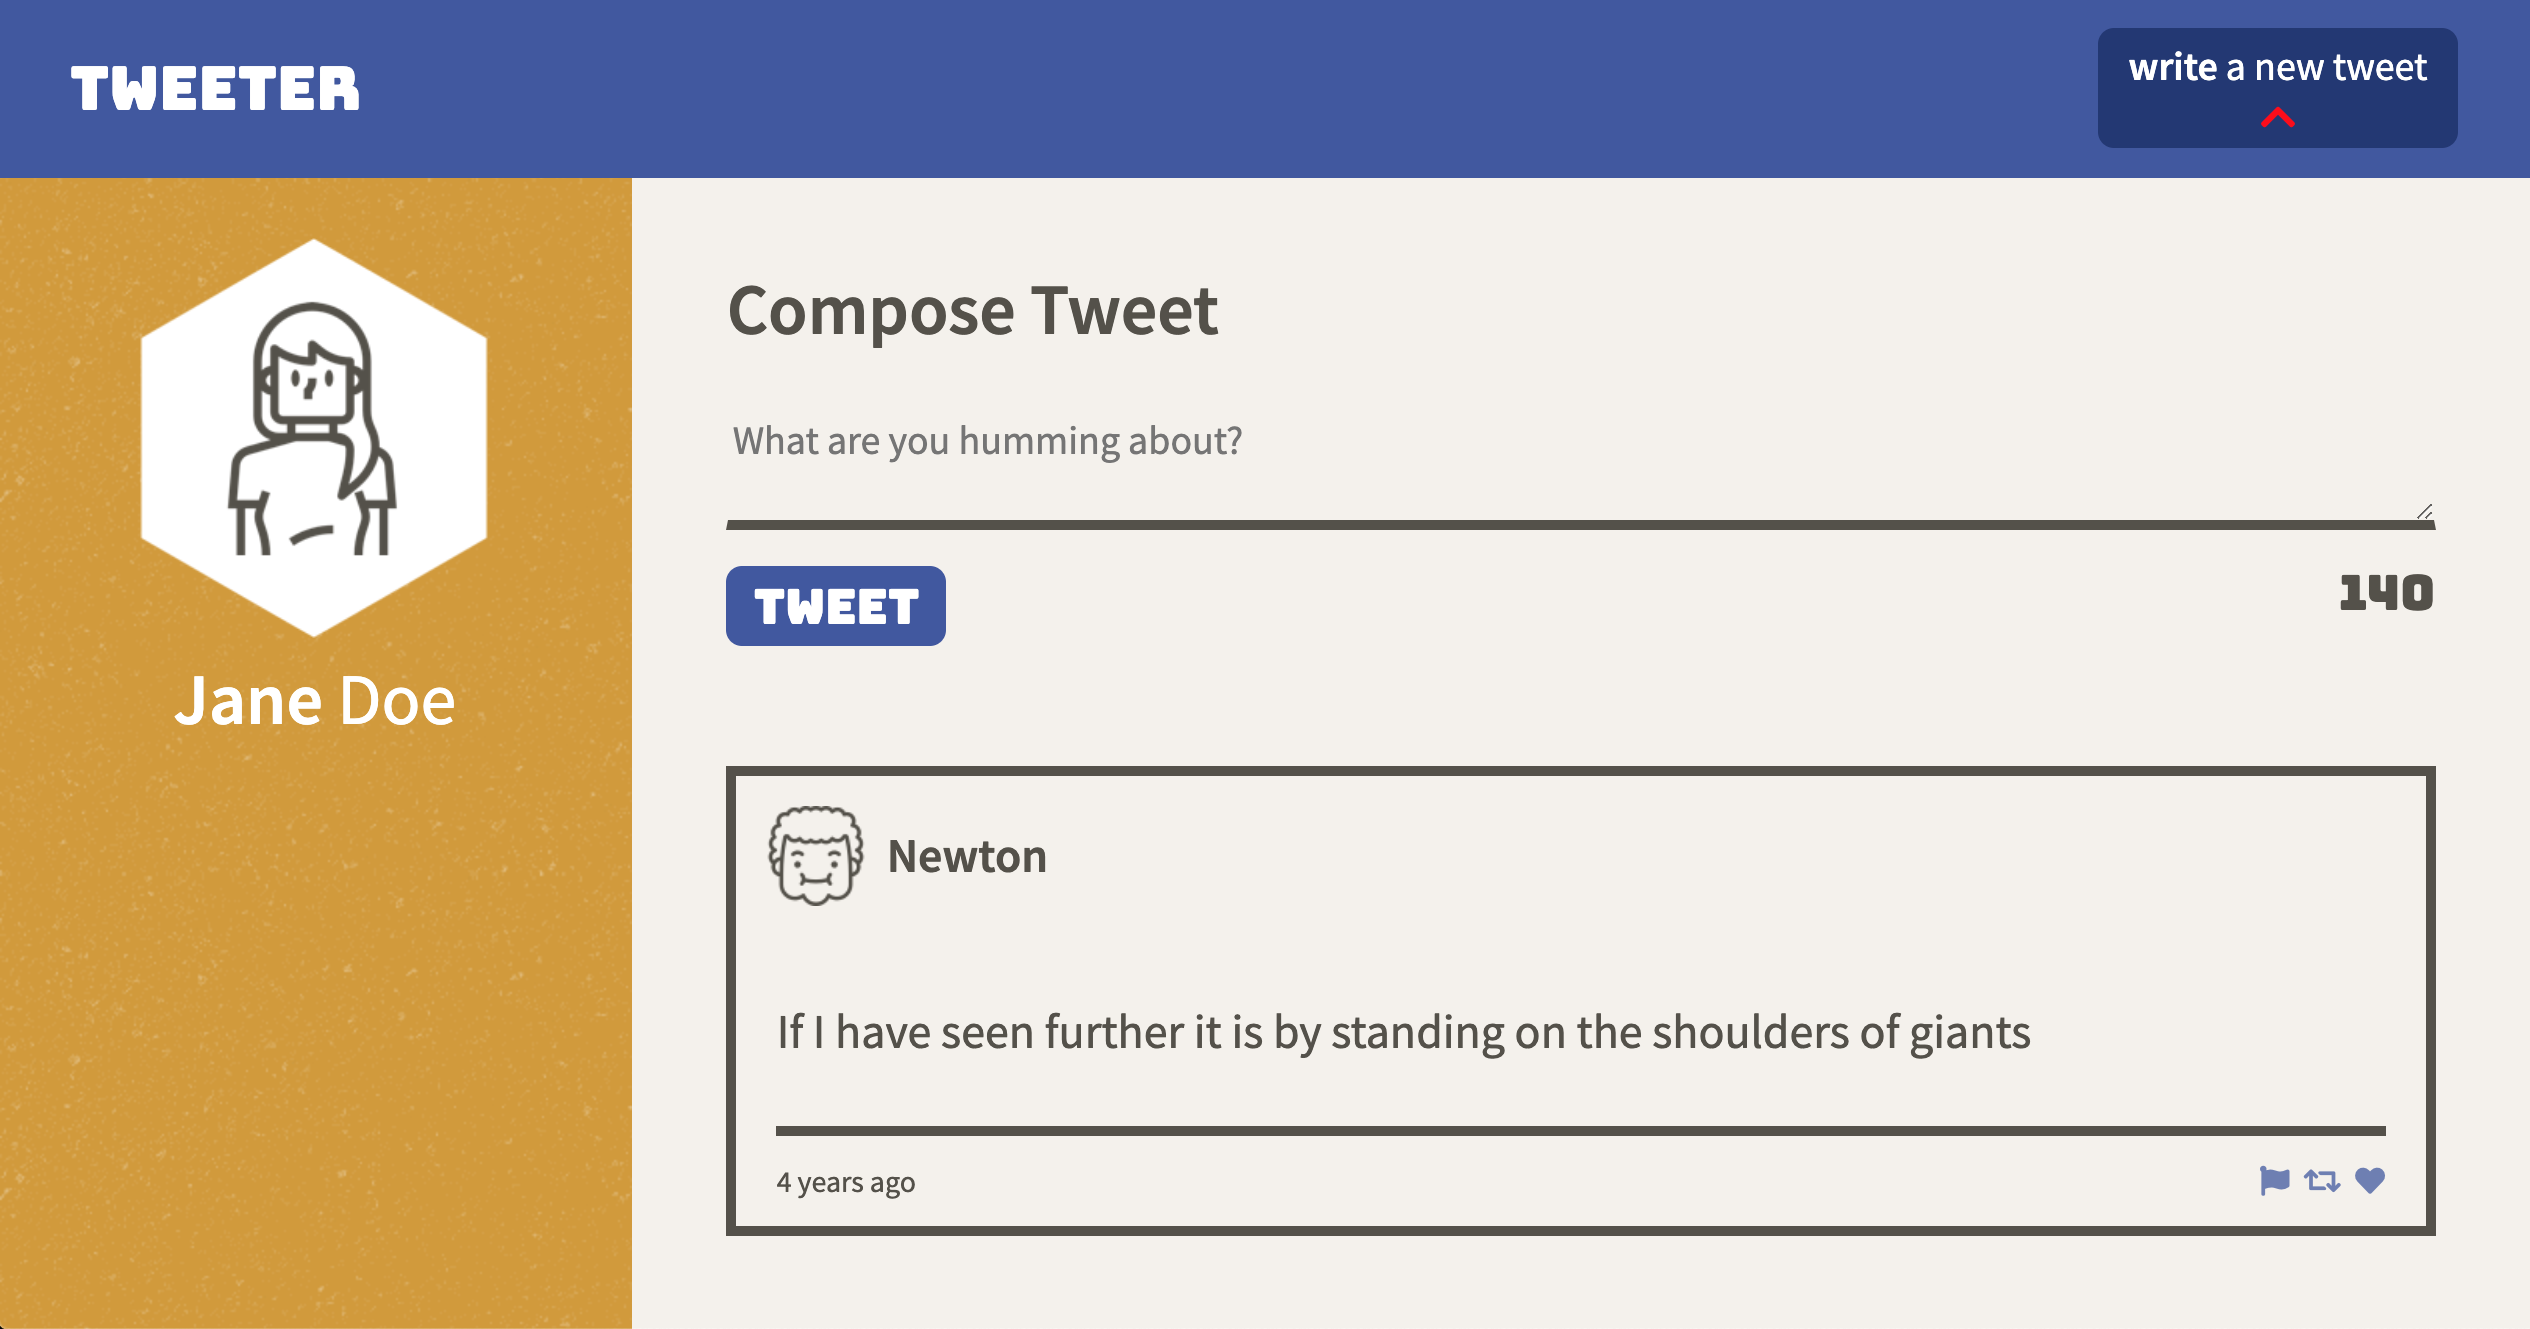 TWEETER
write a new tweet
Jane Doe
Compose Tweet
What are you humming about?
TWEET
140
Newton
If I have seen further it is by standing on the shoulders of giants
4 years ago